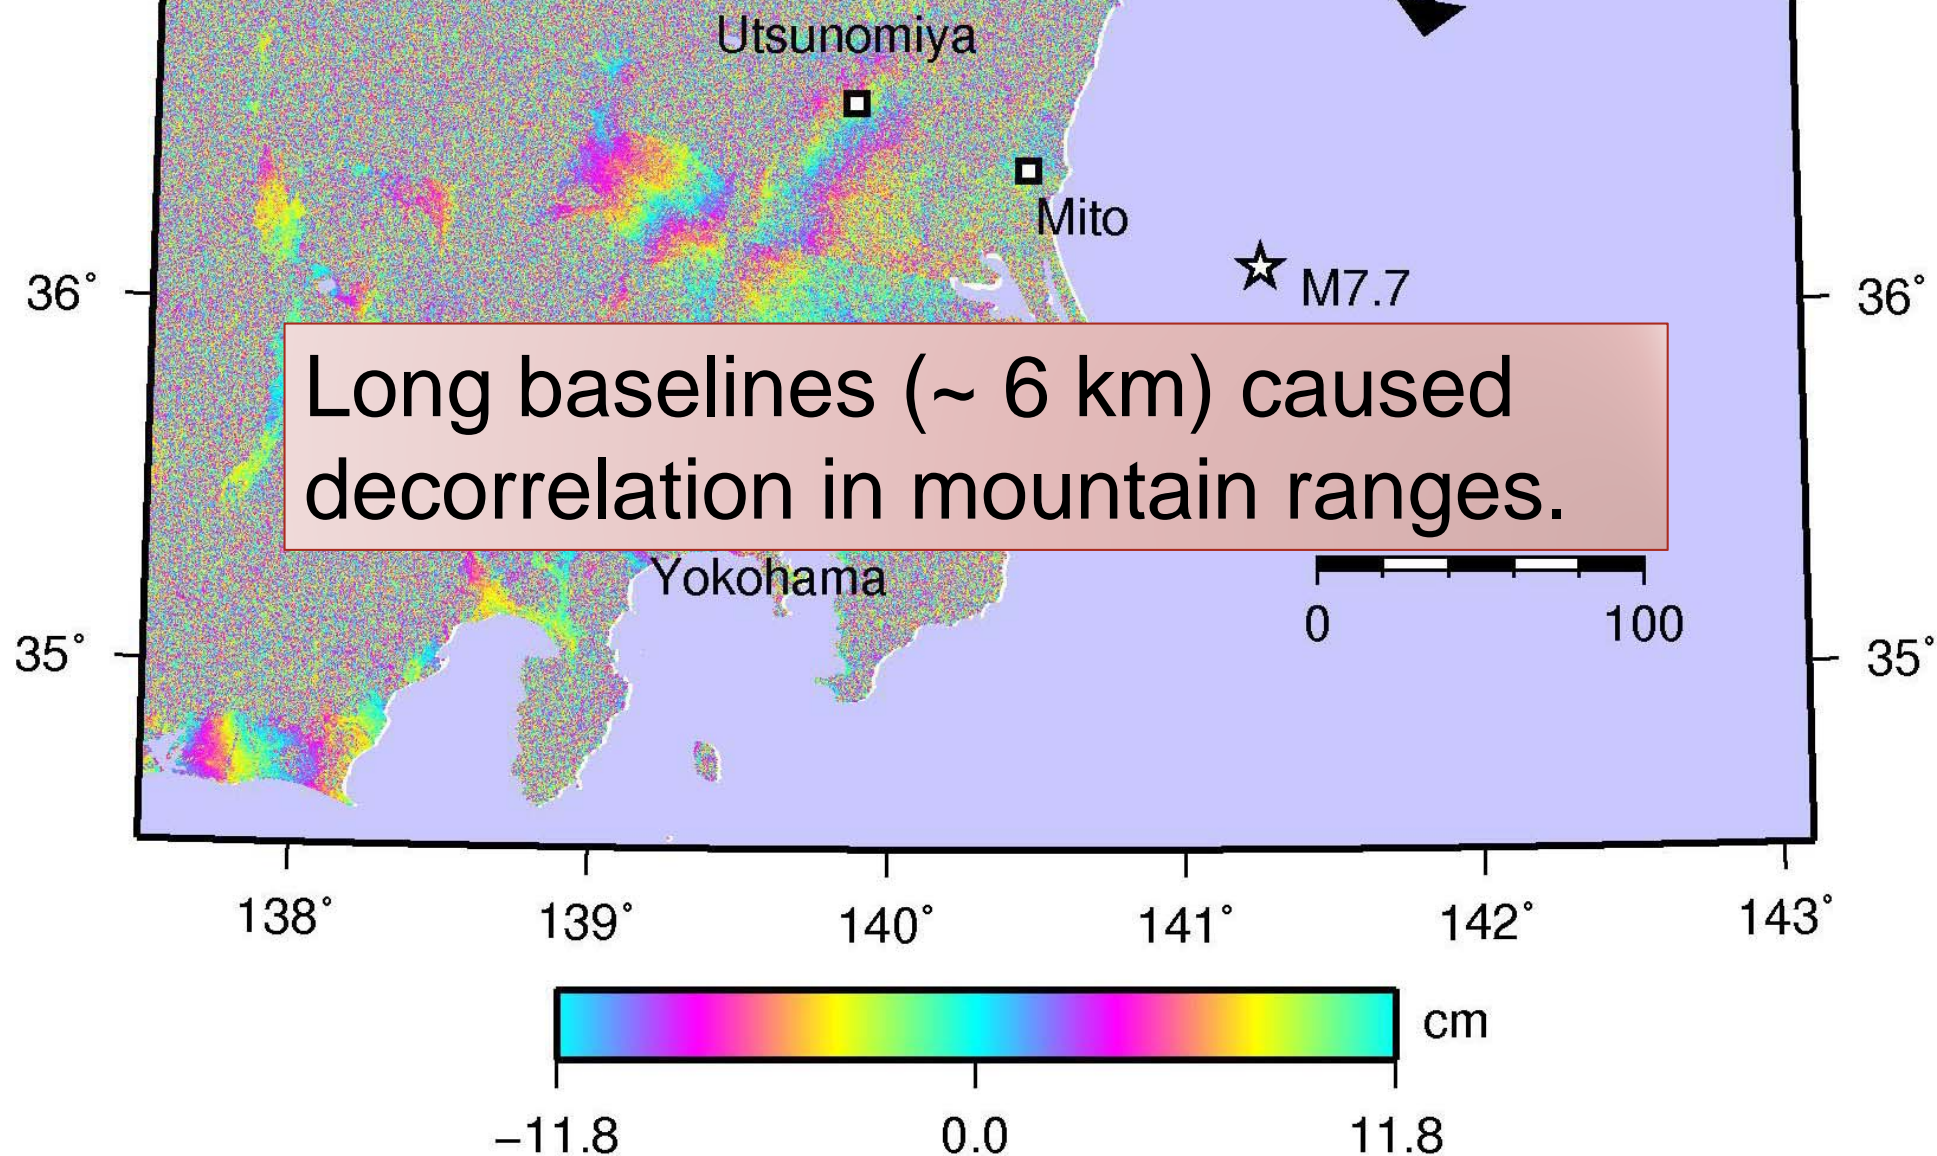 Utsunomiya
Mito
M7.7
36° 36°
Long baselines (~ 6 km) caused
decorrelation in mountain ranges.
Yokohama
0 100
35° 35°
138° 139° 140° 141° 142° 143°
cm
−11.8 0.0 11.8